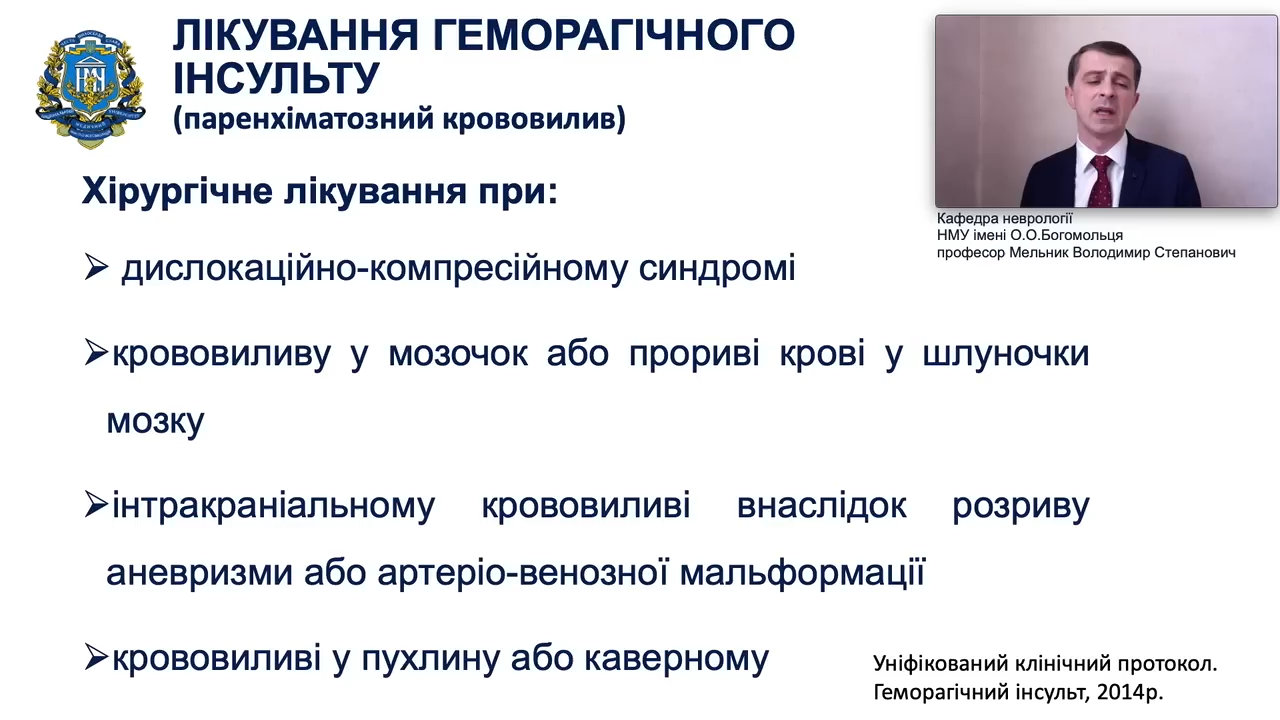 ЛІКУВАННЯ ГЕМОРАГІЧНОГО
ІНСУЛЬТУ
(паренхіматозний крововилив)
Хірургічне лікування при:
дислокаційно-компресійному синдромі
крововиливу у мозочок або прориві крові у шлуночки
мозку
інтракраніальному крововиливі внаслідок розриву
аневризми або артеріо-венозної мальформації
крововиливі у пухлину або каверному
Кафедра неврології
НМУ імені О.О.Богомольця
професор Мельник Володимир Степанович
Уніфікований клінічний протокол.
Геморагічний інсульт, 2014р.